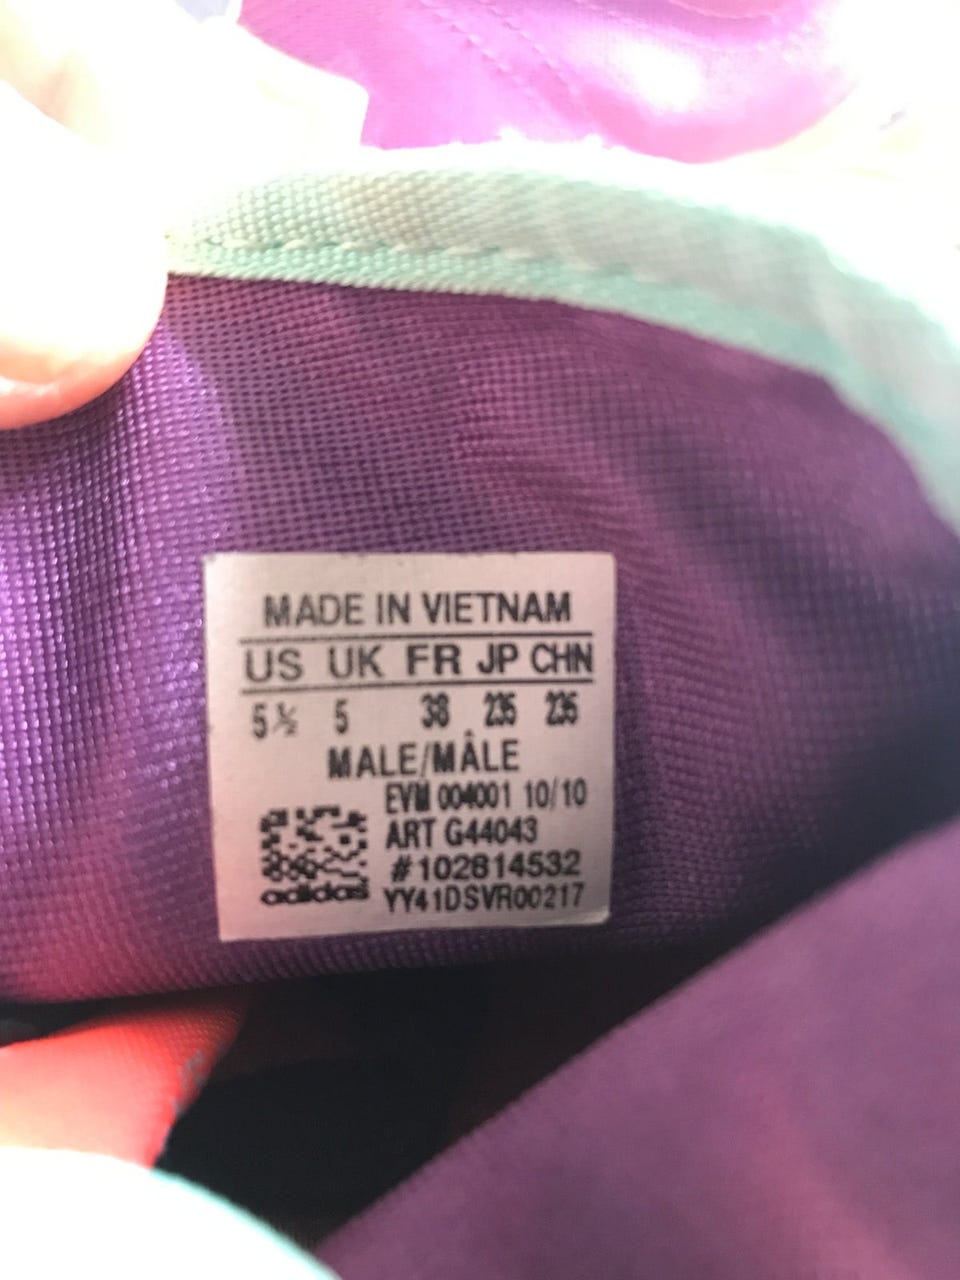 MADE IN VIETNAM
US UK FR JP CHN
5½ 5 38 235 235
MALE/MÂLE
EVM 004001 10/10
ART G44043
#102814532
adidas YY41DSVR00217